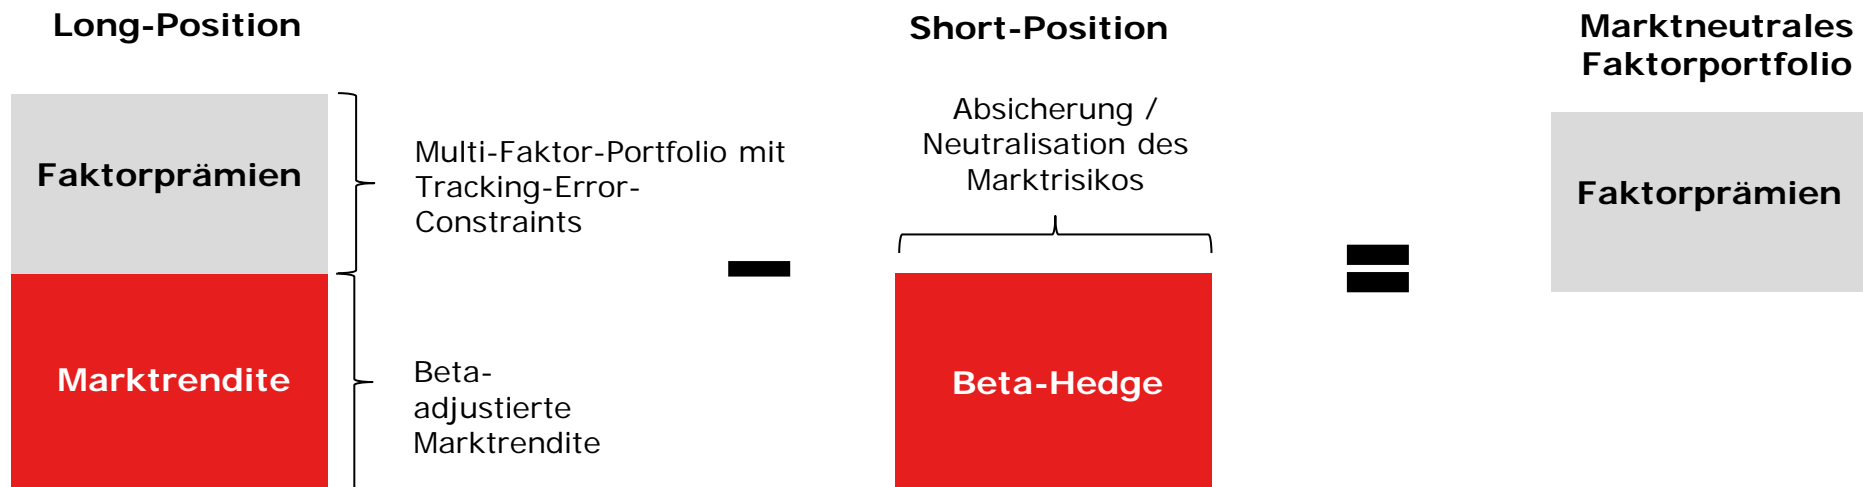 Long-Position
Faktorprämien
Multi-Faktor-Portfolio mit
Tracking-Error-
Constraints
Marktrendite
Beta-
adjustierte
Marktrendite
Short-Position
Absicherung /
Neutralisation des
Marktrisikos
Beta-Hedge
Marktneutrales
Faktorportfolio
Faktorprämien